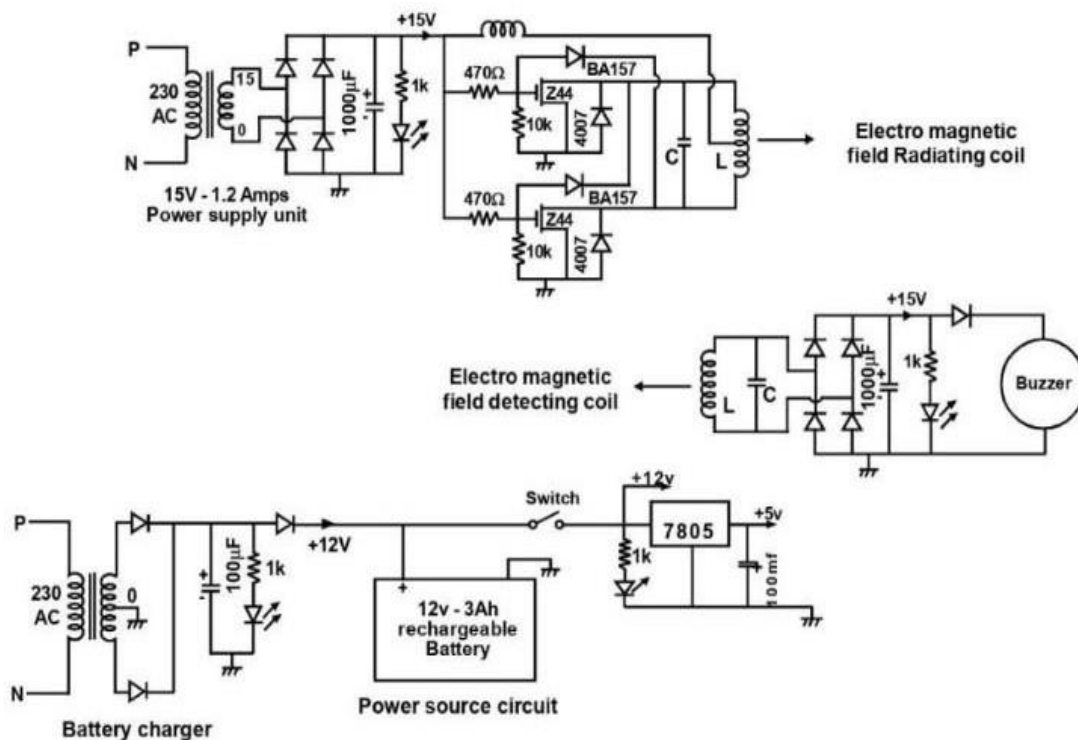 P
230
AC
N
15
0
1000µF
+
-
1k
+15V
15V - 1.2 Amps
Power supply unit
470Ω
10k
Z44
BA157
4007
470Ω
10k
Z44
BA157
4007
C
L
Electro magnetic
field Radiating coil
Electro magnetic
field detecting coil
L
C
1000µF
+
-
+15V
1k
Buzzer
P
230
AC
N
0
100µF
+
-
1k
+12V
Battery charger
+
12v - 3Ah
rechargeable
Battery
Power source circuit
Switch
+12v
1k
7805
+5v
+
100mf